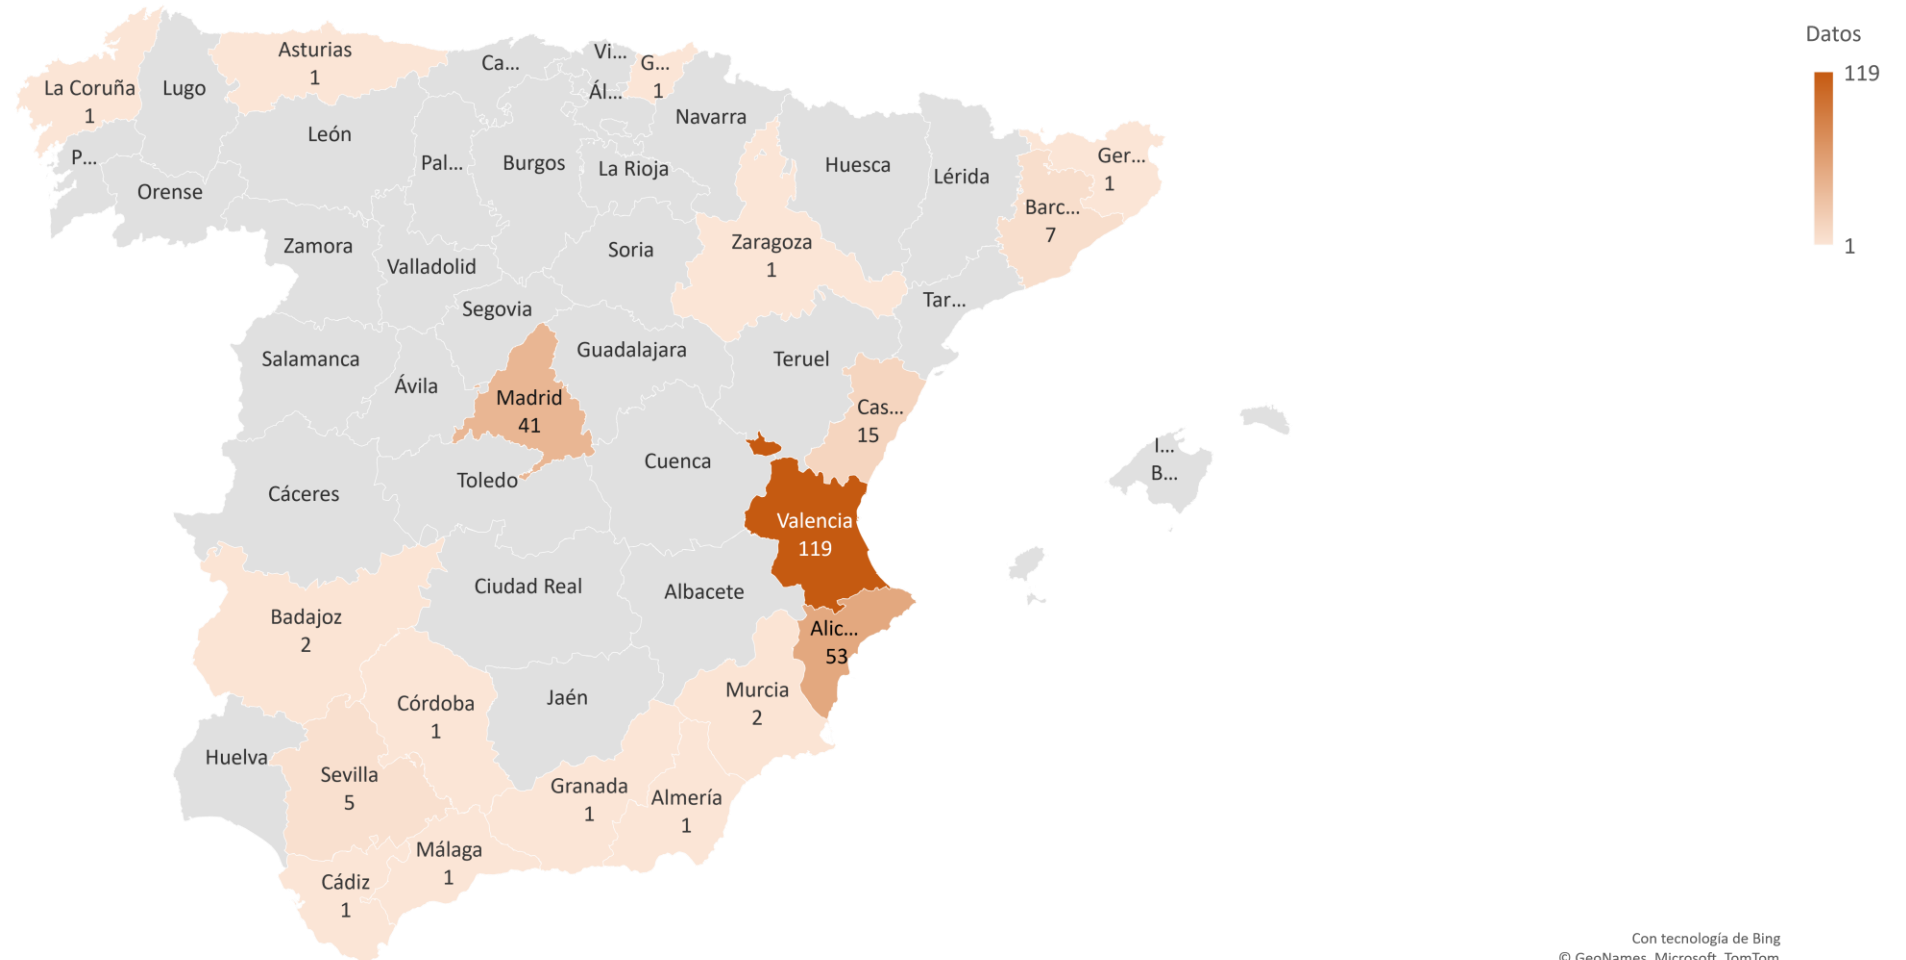 Datos
119
1
Asturias
1
Ca...
Vi...
G...
1
La Coruña
1
Lugo
Ál...
León
Navarra
P...
Pal...
Burgos
La Rioja
Huesca
Lérida
Ger...
1
Orense
Barc...
7
Zamora
Valladolid
Soria
Zaragoza
1
Segovia
Tar...
Salamanca
Ávila
Guadalajara
Teruel
Madrid
41
Cas...
15
Cuenca
I...
B...
Toledo
Cáceres
Valencia
119
Ciudad Real
Albacete
Badajoz
2
Alic...
53
Córdoba
1
Jaén
Murcia
2
Huelva
Sevilla
5
Granada
1
Almería
1
Málaga
1
Cádiz
1
Con tecnología de Bing
© GeoNames, Microsoft, TomTom